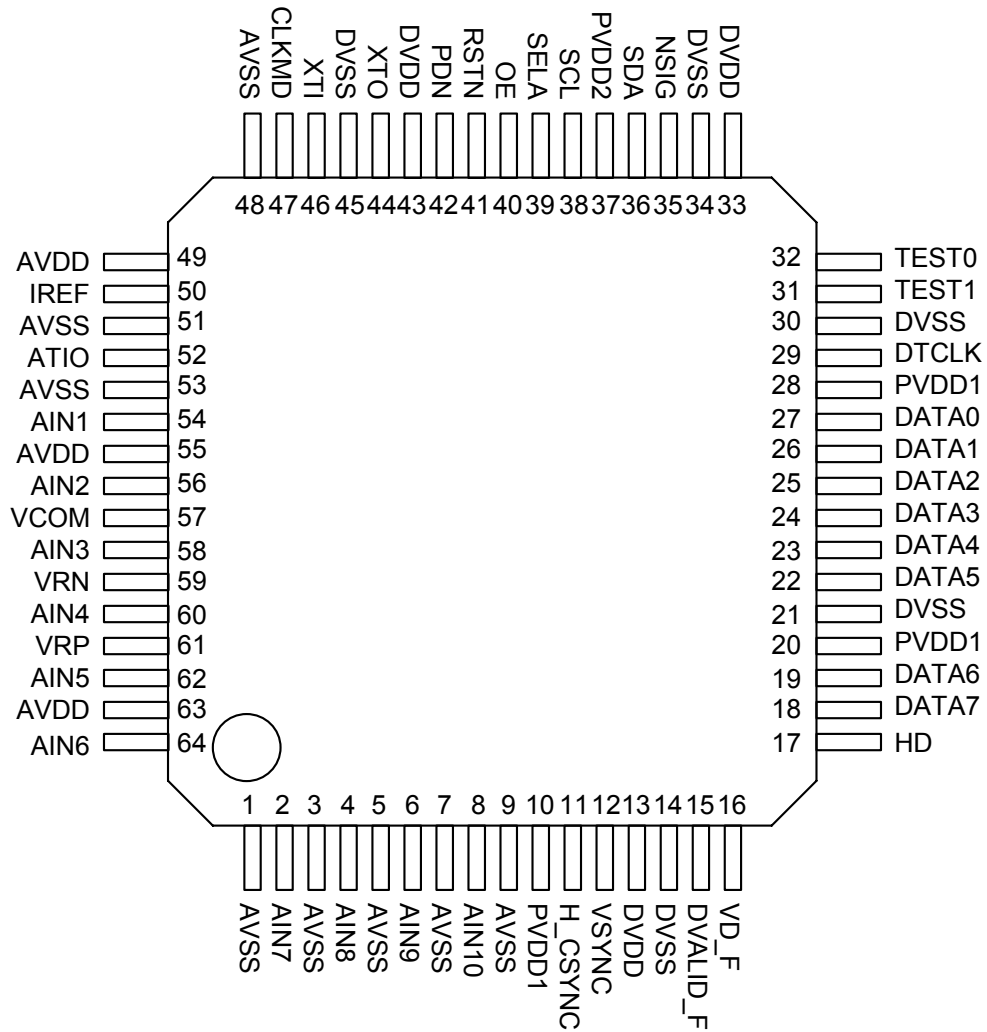 AVSS CLKMD XTI DVSS XTO DVDD PDN RSTN OE SELA SCL PVDD2 SDA NSIG DVSS DVDD
48 47 46 45 44 43 42 41 40 39 38 37 36 35 34 33
AVDD 49 32 TEST0
IREF 50 31 TEST1
AVSS 51 30 DVSS
ATIO 52 29 DTCLK
AVSS 53 28 PVDD1
AIN1 54 27 DATA0
AVDD 55 26 DATA1
AIN2 56 25 DATA2
VCOM 57 24 DATA3
AIN3 58 23 DATA4
VRN 59 22 DATA5
AIN4 60 21 DVSS
VRP 61 20 PVDD1
AIN5 62 19 DATA6
AVDD 63 18 DATA7
AIN6 64 17 HD
1 2 3 4 5 6 7 8 9 10 11 12 13 14 15 16
AVSS AIN7 AVSS AIN8 AVSS AIN9 AVSS AIN10 AVSS PVDD1 H_CSYNC VSYNC DVDD DVSS DVALID_F VD_F